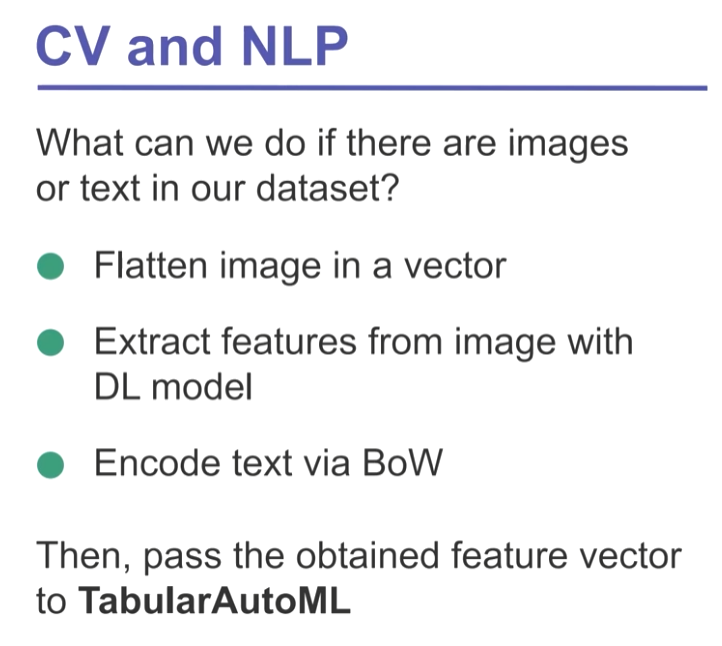 CV and NLP
What can we do if there are images
or text in our dataset?
Flatten image in a vector
Extract features from image with
DL model
Encode text via BoW
Then, pass the obtained feature vector
to TabularAutoML